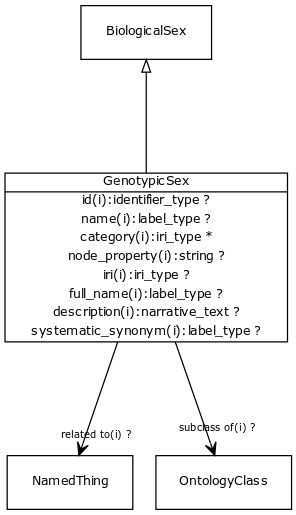 BiologicalSex
GenotypicSex
id(i):identifier_type ?
name(i):label_type ?
category(i):iri_type *
node_property(i):string ?
iri(i):iri_type ?
full_name(i):label_type ?
description(i):narrative_text ?
systematic_synonym(i):label_type ?
related to(i) ?
subclass of(i) ?
NamedThing
OntologyClass